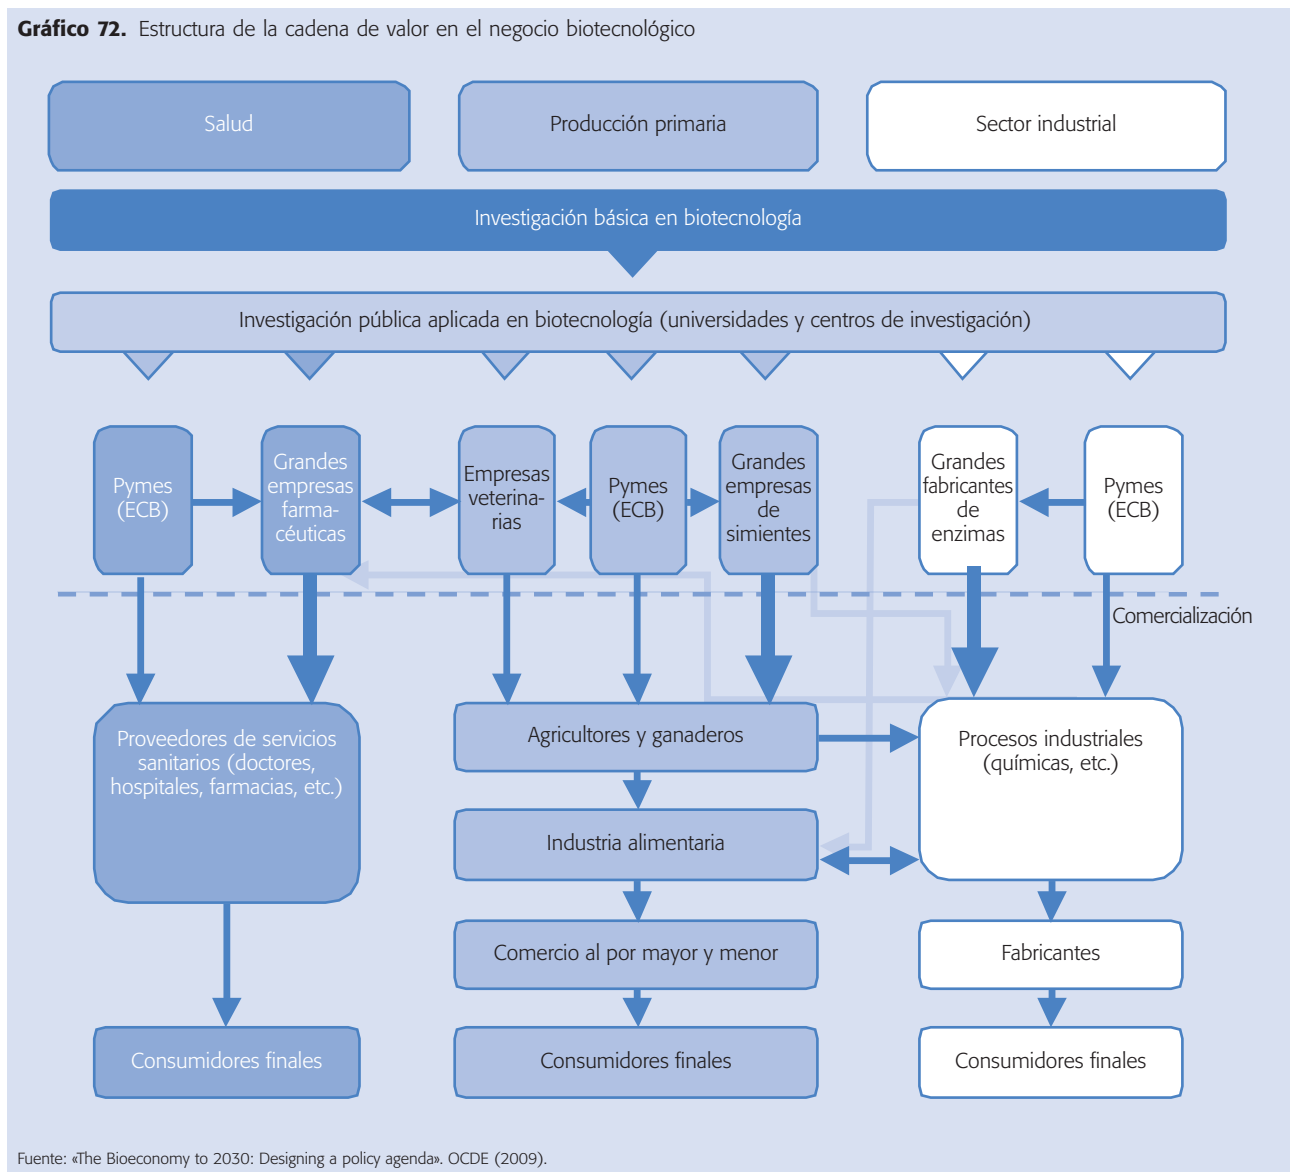 Gráfico 72. Estructura de la cadena de valor en el negocio biotecnológico
Salud
Producción primaria
Sector industrial
Investigación básica en biotecnología
Investigación pública aplicada en biotecnología (universidades y centros de investigación)
Pymes
(ECB)
Grandes
empresas
farma-
céuticas
Empresas
veterina-
rias
Pymes
(ECB)
Grandes
empresas
de
simientes
Grandes
fabricantes
de
enzimas
Pymes
(ECB)
Comercialización
Proveedores de servicios
sanitarios (doctores,
hospitales, farmacias, etc.)
Agricultores y ganaderos
Procesos industriales
(químicas, etc.)
Industria alimentaria
Comercio al por mayor y menor
Fabricantes
Consumidores finales
Consumidores finales
Consumidores finales
Fuente: «The Bioeconomy to 2030: Designing a policy agenda». OCDE (2009).